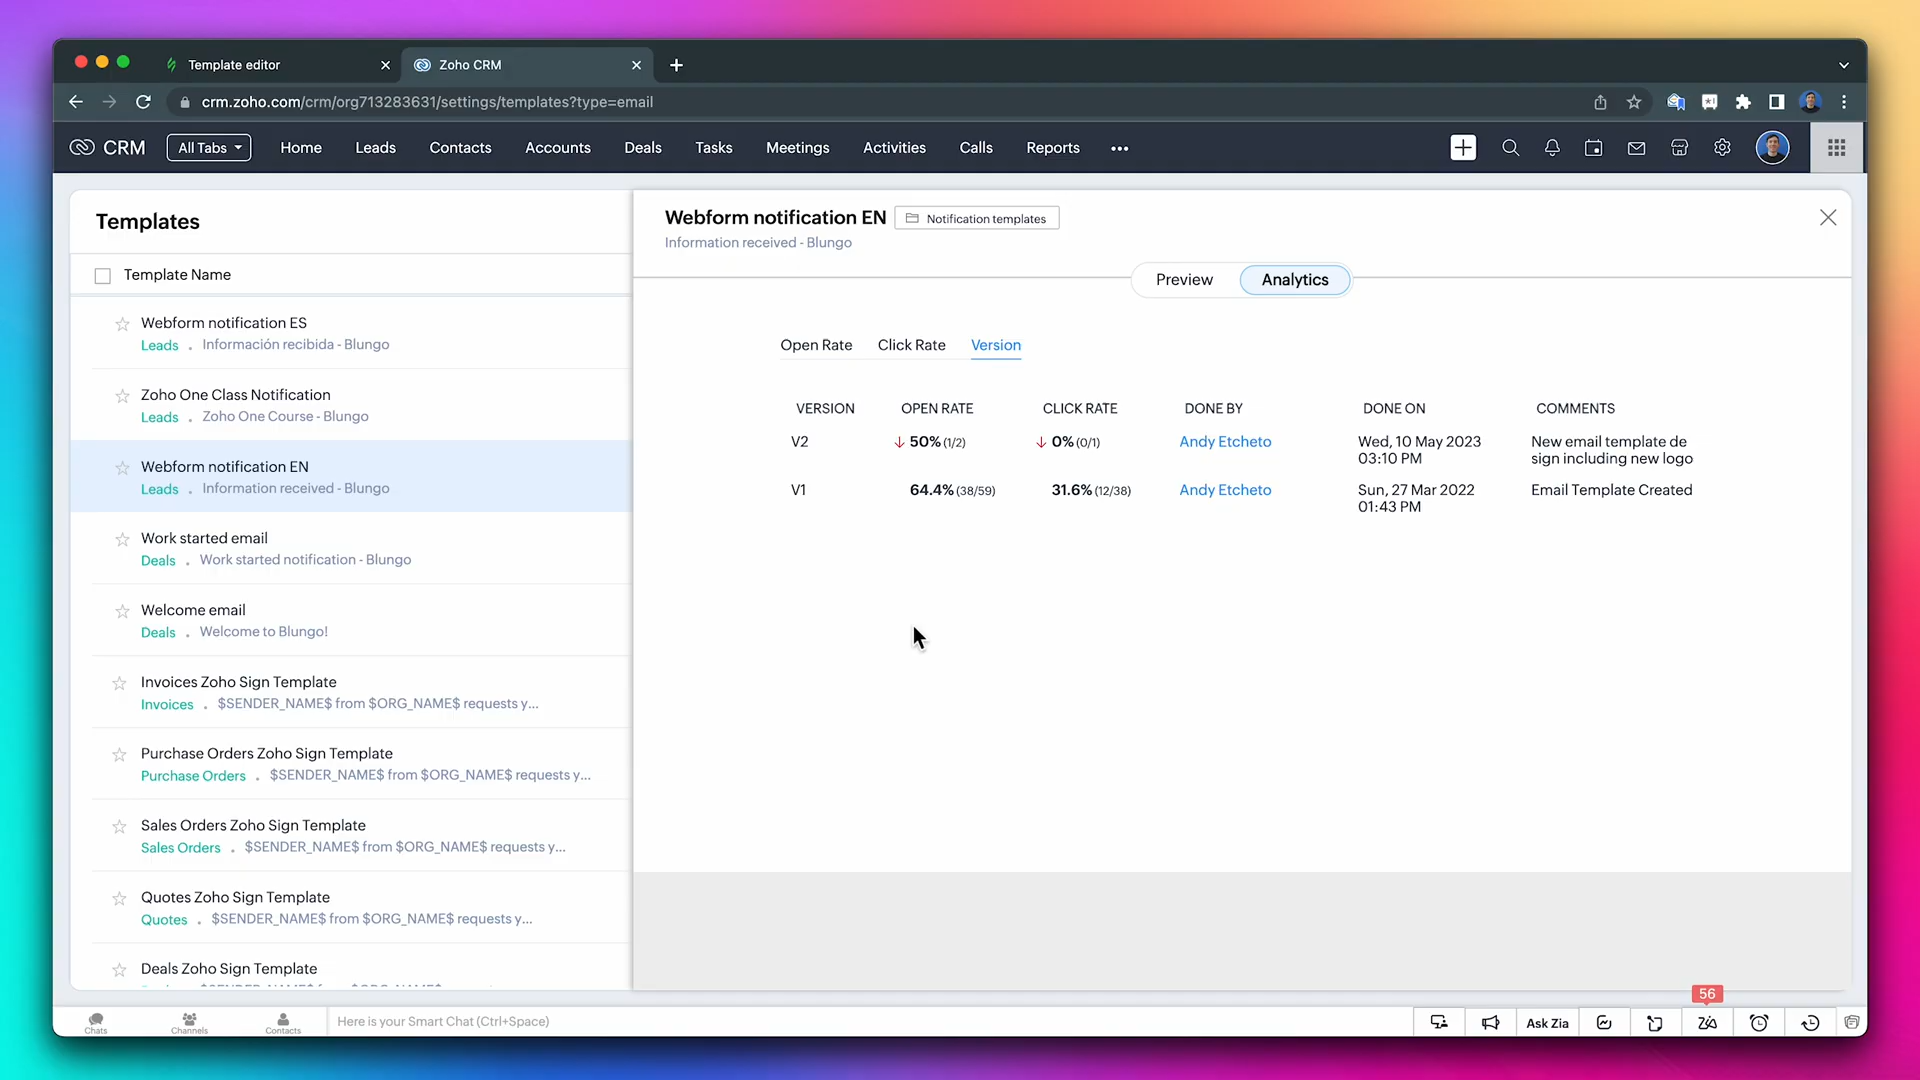 Template editor
Zoho CRM
crm.zoho.com/crm/org713283631/settings/templates?type=email
CRM
All Tabs
Home
Leads
Contacts
Accounts
Deals
Tasks
Meetings
Activities
Calls
Reports
Templates
Template Name
Webform notification ES
Leads . Información recibida - Blungo
Zoho One Class Notification
Leads . Zoho One Course - Blungo
Webform notification EN
Leads . Information received - Blungo
Work started email
Deals . Work started notification - Blungo
Welcome email
Deals . Welcome to Blungo!
Invoices Zoho Sign Template
Invoices . $SENDER_NAME$ from $ORG_NAME$ requests y...
Purchase Orders Zoho Sign Template
Purchase Orders . $SENDER_NAME$ from $ORG_NAME$ requests y...
Sales Orders Zoho Sign Template
Sales Orders . $SENDER_NAME$ from $ORG_NAME$ requests y...
Quotes Zoho Sign Template
Quotes . $SENDER_NAME$ from $ORG_NAME$ requests y...
Deals Zoho Sign Template
Webform notification EN
Notification templates
Information received - Blungo
Preview
Analytics
Open Rate
Click Rate
Version
VERSION OPEN RATE CLICK RATE DONE BY DONE ON COMMENTS
V2 50% (1/2) 0% (0/1) Andy Etcheto Wed, 10 May 2023 New email template de
03:10 PM sign including new logo
V1 64.4% (38/59) 31.6% (12/38) Andy Etcheto Sun, 27 Mar 2022 Email Template Created
01:43 PM
56
Chats
Channels
Contacts
Here is your Smart Chat (Ctrl+Space)
Ask Zia